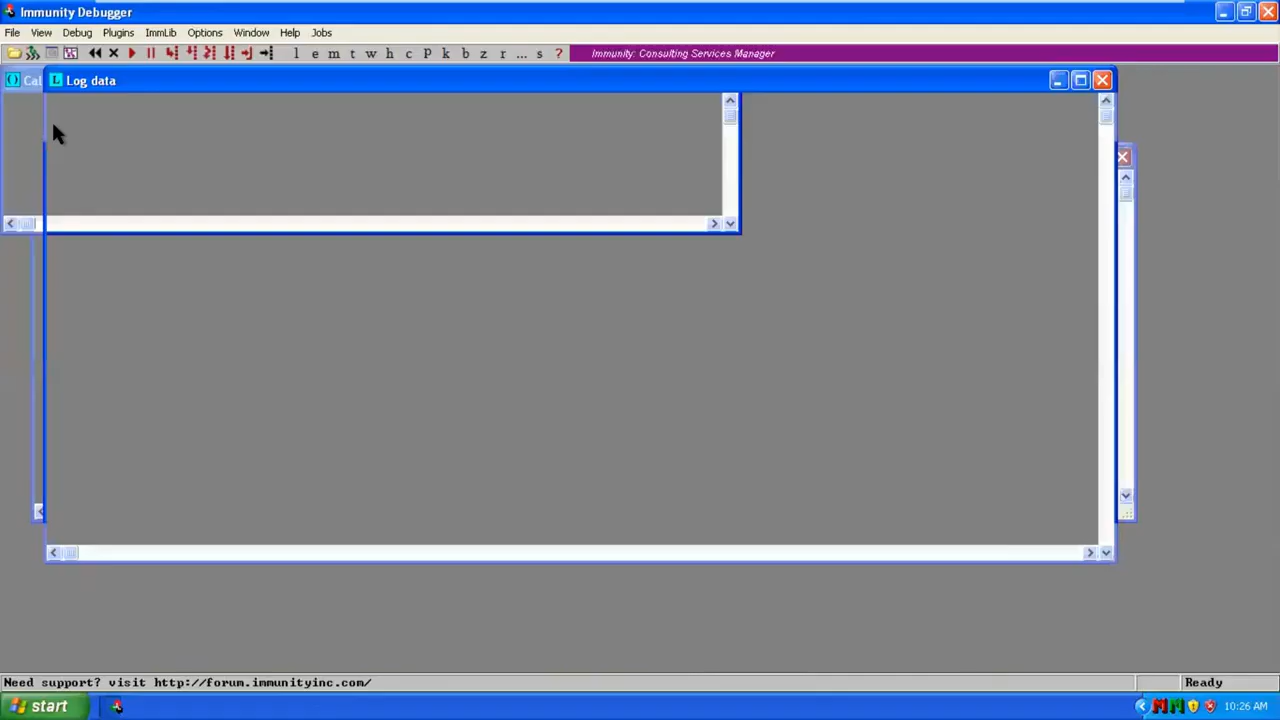 Immunity Debugger
File View Debug Plugins ImmLib Options Window Help Jobs
l e m t w h c P k b z r ... s ?
Immunity: Consulting Services Manager
Cal
L Log data
Need support? visit http://forum.immunityinc.com/
Ready
start
10:26 AM